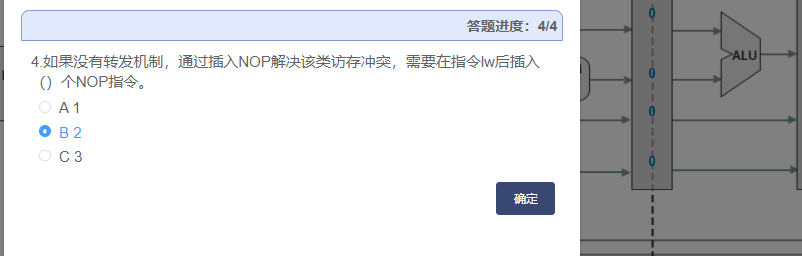 答题进度：4/4
4.如果没有转发机制，通过插入NOP解决该类访存冲突，需要在指令lw后插入
（）个NOP指令。
A 1
B 2
C 3
确定
0
ALU
0
0
0